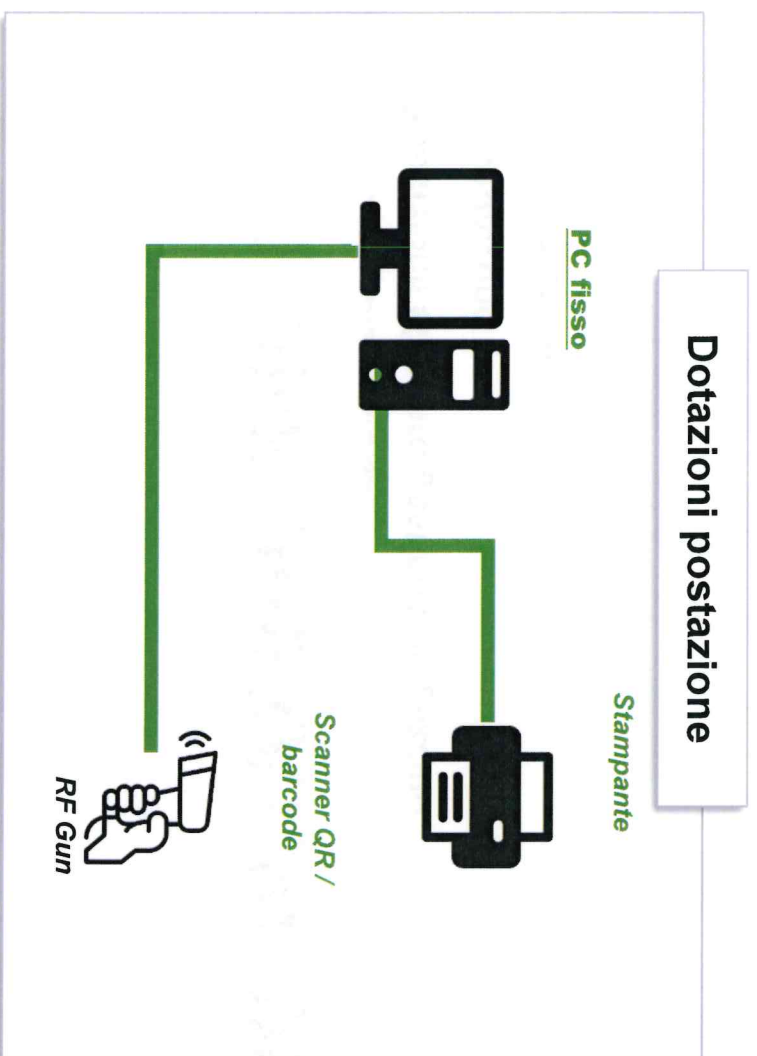 Dotazioni postazione
PC fisso
Stampante
Scanner QR /
barcode
RF Gun